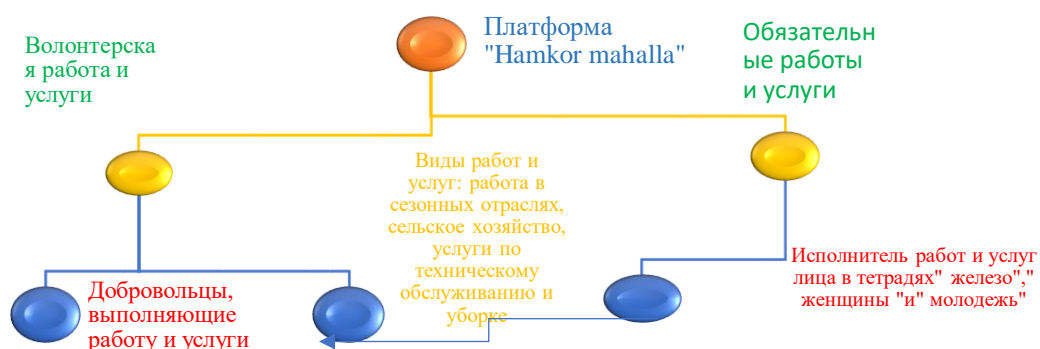 Платформа
"Hamkor mahalla"
Волонтерска
я работа и
услуги
Обязательн
ые работы
и услуги
Виды работ и
услуг: работа в
сезонных отраслях,
сельское хозяйство,
услуги по
техническому
обслуживанию и
уборке
Добровольцы,
выполняющие
работу и услуги
Исполнитель работ и услуг
лица в тетрадях" железо","
женщины "и" молодежь"